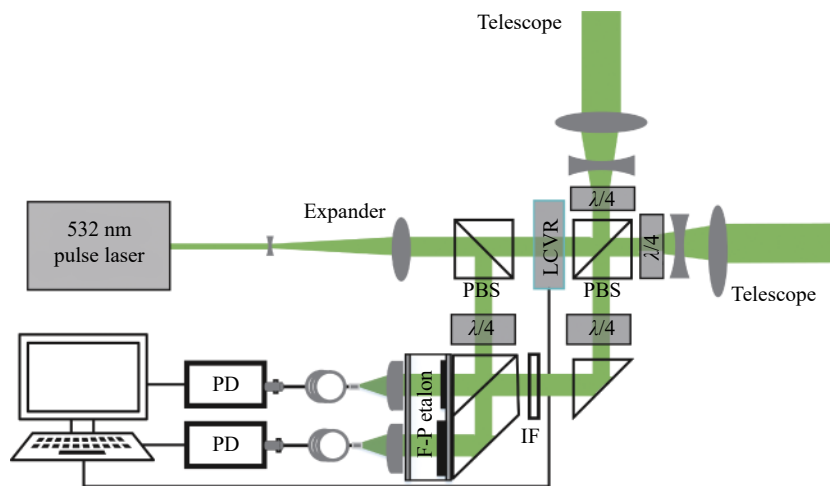 Telescope
532 nm
pulse laser
Expander
λ/4
LCVR
λ/4
PBS
PBS
Telescope
λ/4
λ/4
PD
F-P etalon
IF
PD